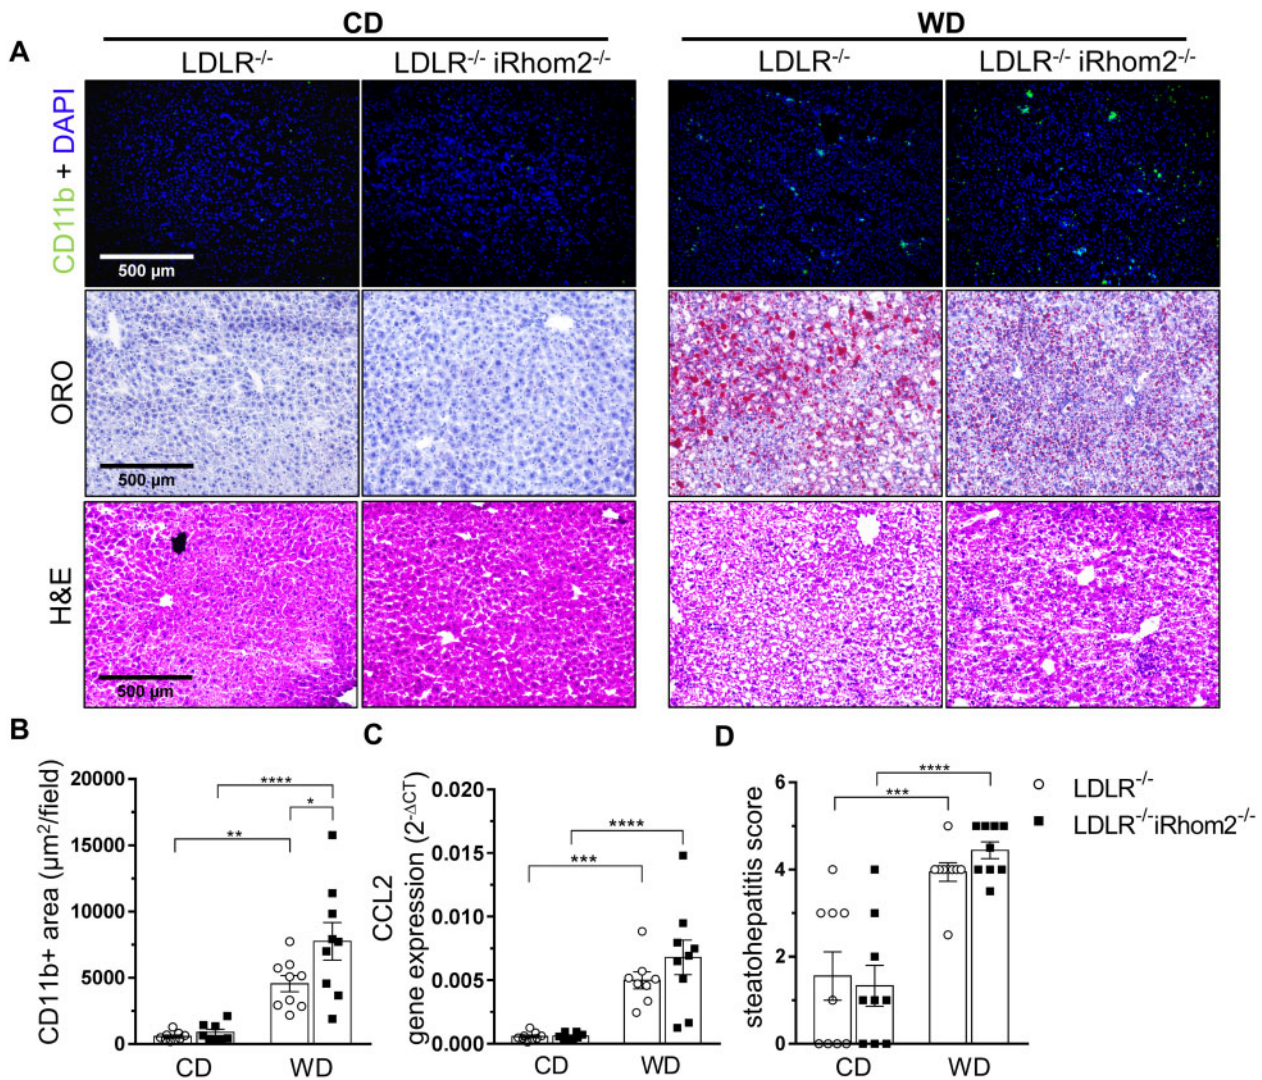 CD WD
A
LDLR-/- LDLR-/- iRhom2-/- LDLR-/- LDLR-/- iRhom2-/-
CD11b + DAPI
500 µm
ORO
500 µm
H&E
500 µm
B
CD11b+ area (µm2/field)
20000
15000
10000
5000
0
****
*
**
CD WD
C
CCL2
gene expression (2-ΔCT)
0.020
0.015
0.010
0.005
0.000
****
***
CD WD
D
steatohepatitis score
6
4
2
0
****
***
CD WD
LDLR-/-
LDLR-/-iRhom2-/-